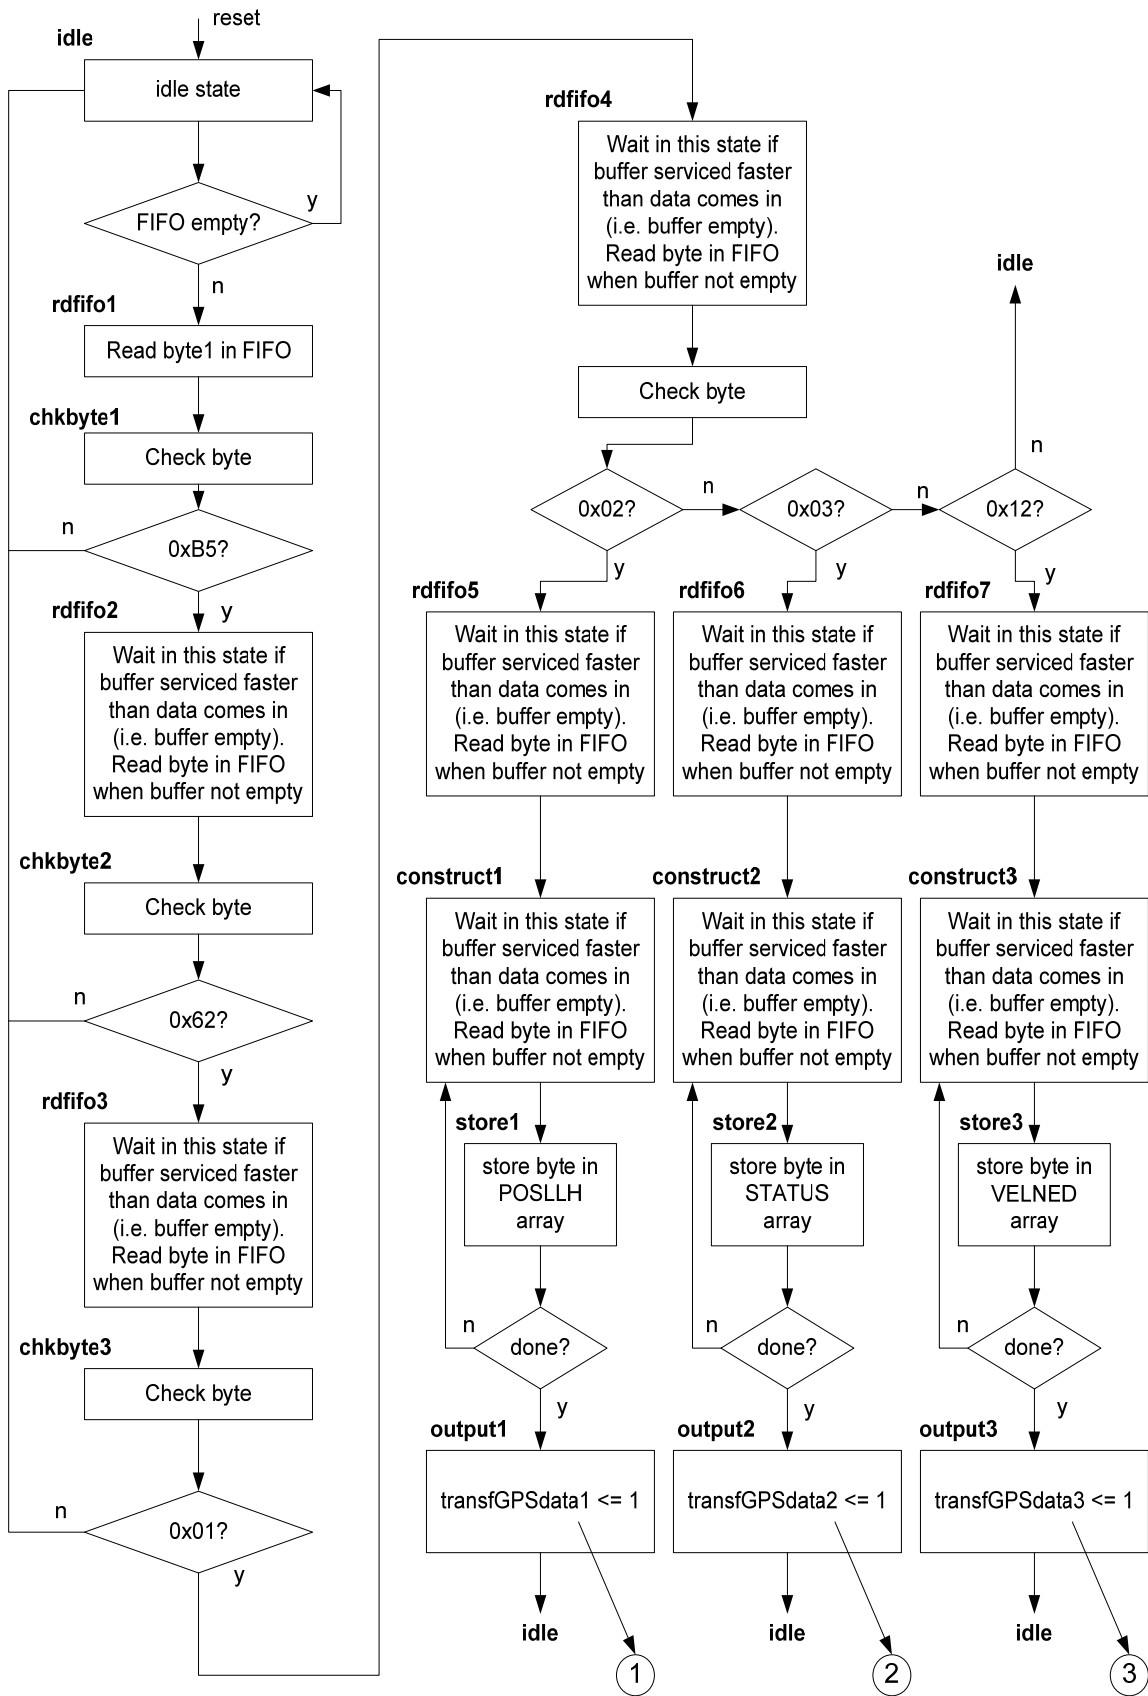 reset
idle
idle state
y
FIFO empty?
n
rdfifo1
Read byte1 in FIFO
chkbyte1
Check byte
n
0xB5?
y
rdfifo2
Wait in this state if
buffer serviced faster
than data comes in
(i.e. buffer empty).
Read byte in FIFO
when buffer not empty
chkbyte2
Check byte
n
0x62?
y
rdfifo3
Wait in this state if
buffer serviced faster
than data comes in
(i.e. buffer empty).
Read byte in FIFO
when buffer not empty
chkbyte3
Check byte
n
0x01?
y
rdfifo4
Wait in this state if
buffer serviced faster
than data comes in
(i.e. buffer empty).
Read byte in FIFO
when buffer not empty
Check byte
0x02?
n
0x03?
n
0x12?
n
idle
y
y
y
rdfifo5
Wait in this state if
buffer serviced faster
than data comes in
(i.e. buffer empty).
Read byte in FIFO
when buffer not empty
construct1
Wait in this state if
buffer serviced faster
than data comes in
(i.e. buffer empty).
Read byte in FIFO
when buffer not empty
store1
store byte in
POSLLH
array
n
done?
y
output1
transfGPSdata1 <= 1
idle
1
rdfifo6
Wait in this state if
buffer serviced faster
than data comes in
(i.e. buffer empty).
Read byte in FIFO
when buffer not empty
construct2
Wait in this state if
buffer serviced faster
than data comes in
(i.e. buffer empty).
Read byte in FIFO
when buffer not empty
store2
store byte in
STATUS
array
n
done?
y
output2
transfGPSdata2 <= 1
idle
2
rdfifo7
Wait in this state if
buffer serviced faster
than data comes in
(i.e. buffer empty).
Read byte in FIFO
when buffer not empty
construct3
Wait in this state if
buffer serviced faster
than data comes in
(i.e. buffer empty).
Read byte in FIFO
when buffer not empty
store3
store byte in
VELNED
array
n
done?
y
output3
transfGPSdata3 <= 1
idle
3